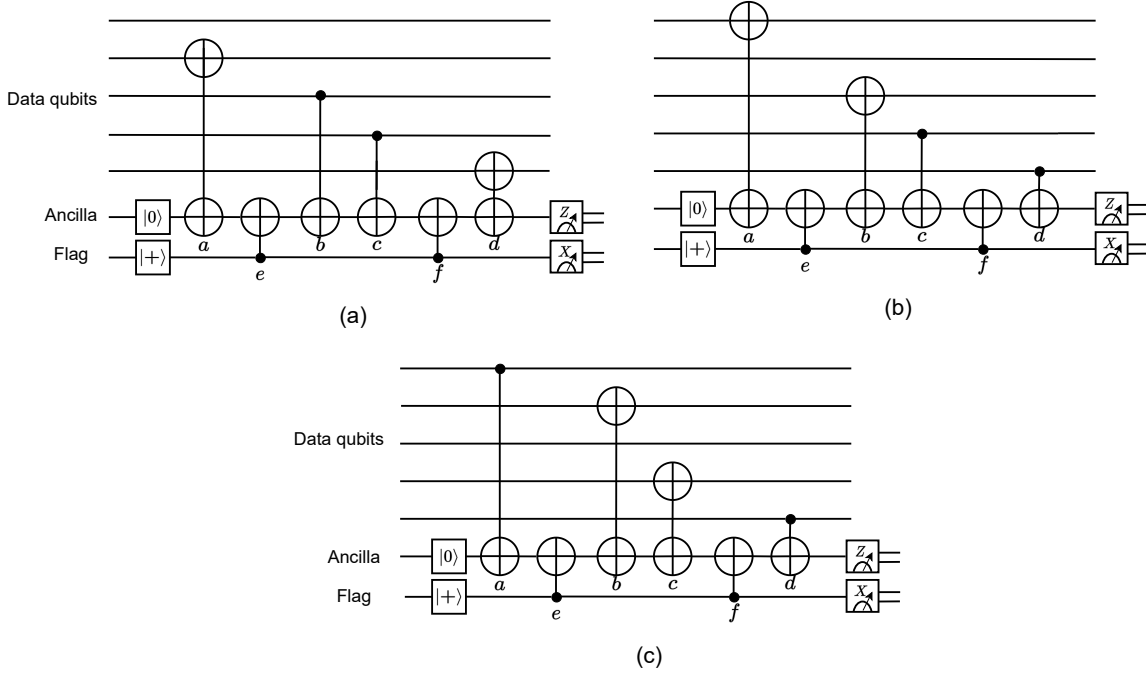 Data qubits
Ancilla |0⟩ Z
a b c d
Flag |+⟩ X
e f
(a)
|0⟩ Z
a b c d
|+⟩ X
e f
(b)
Data qubits
Ancilla |0⟩ Z
a b c d
Flag |+⟩ X
e f
(c)